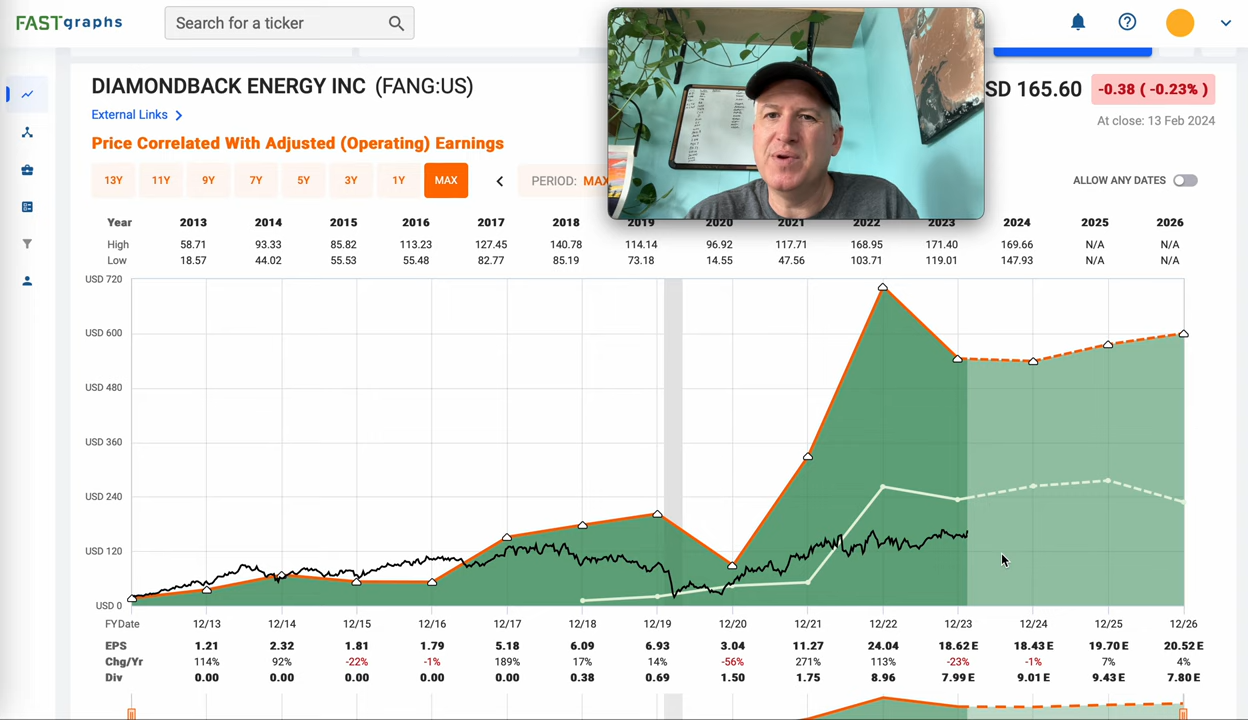 FAST graphs
Search for a ticker
DIAMONDBACK ENERGY INC (FANG:US)
SD 165.60
-0.38 ( -0.23% )
External Links
At close: 13 Feb 2024
Price Correlated With Adjusted (Operating) Earnings
13Y 11Y 9Y 7Y 5Y 3Y 1Y MAX
PERIOD: MAX
ALLOW ANY DATES
Year 2013 2014 2015 2016 2017 2018 2019 2020 2021 2022 2023 2024 2025 2026
High 58.71 93.33 85.82 113.23 127.45 140.78 114.14 96.92 117.71 168.95 171.40 169.66 N/A N/A
Low 18.57 44.02 55.53 55.48 82.77 85.19 73.18 14.55 47.56 103.71 119.01 147.93 N/A N/A
USD 720
USD 600
USD 480
USD 360
USD 240
USD 120
USD 0
FYDate 12/13 12/14 12/15 12/16 12/17 12/18 12/19 12/20 12/21 12/22 12/23 12/24 12/25 12/26
EPS 1.21 2.32 1.81 1.79 5.18 6.09 6.93 3.04 11.27 24.04 18.62 E 18.43 E 19.70 E 20.52 E
Chg/Yr 114% 92% -22% -1% 189% 17% 14% -56% 271% 113% -23% -1% 7% 4%
Div 0.00 0.00 0.00 0.00 0.00 0.38 0.69 1.50 1.75 8.96 7.99 E 9.01 E 9.43 E 7.80 E